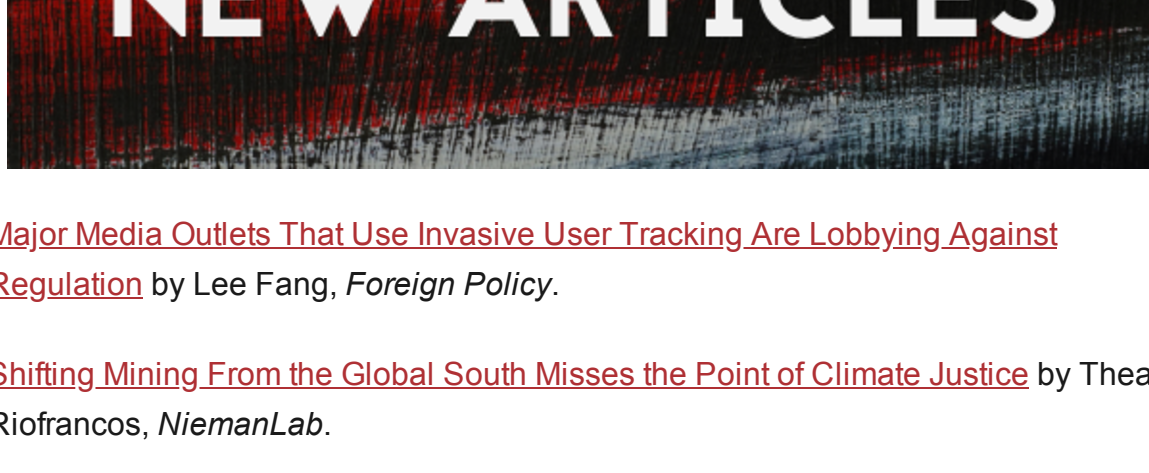 NEW ARTICLES
Major Media Outlets That Use Invasive User Tracking Are Lobbying Against
Regulation by Lee Fang, Foreign Policy.
Shifting Mining From the Global South Misses the Point of Climate Justice by Thea
Riofrancos, NiemanLab.